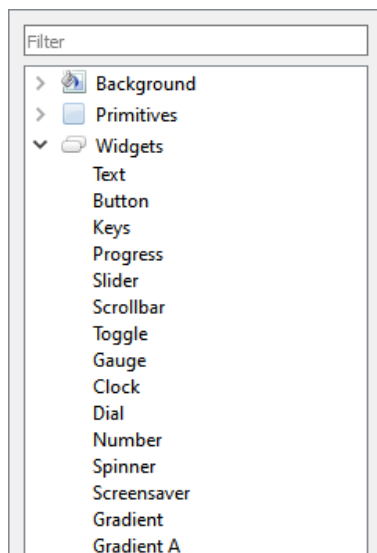 Filter
Background
Primitives
Widgets
Text
Button
Keys
Progress
Slider
Scrollbar
Toggle
Gauge
Clock
Dial
Number
Spinner
Screensaver
Gradient
Gradient A